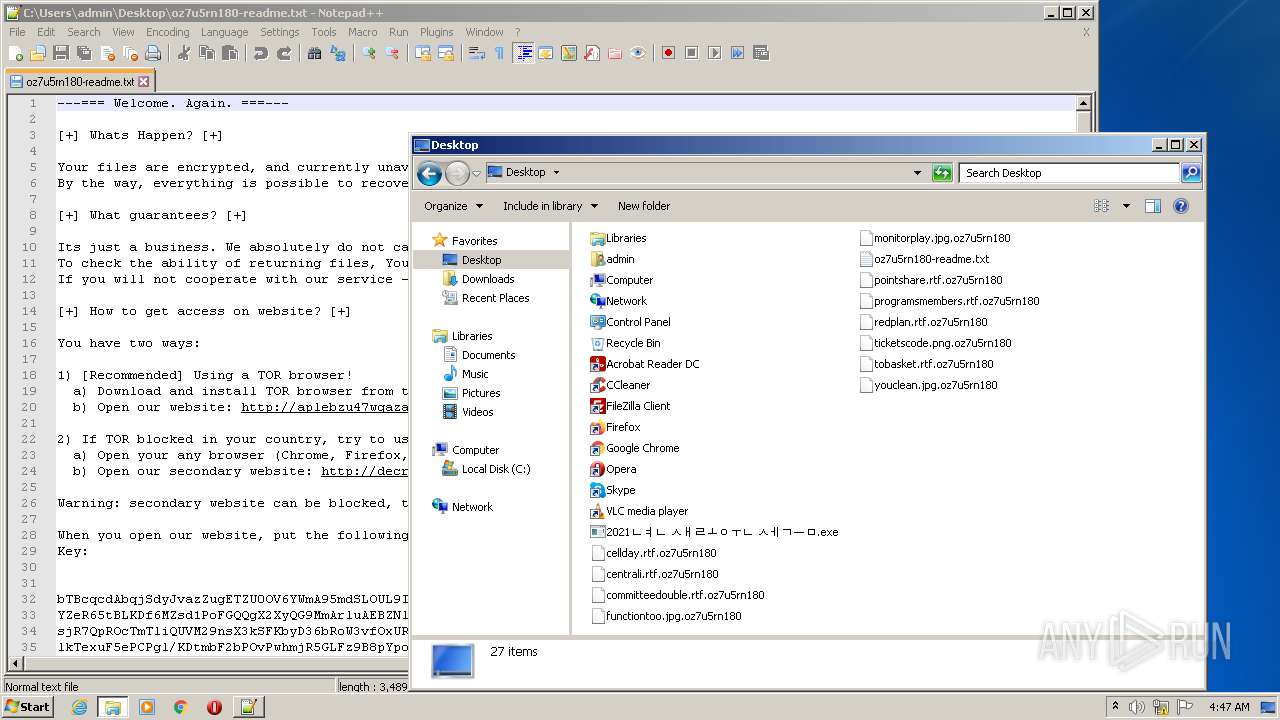 C:\Users\admin\Desktop\oz7u5rn180-readme.txt - Notepad++
File Edit Search View Encoding Language Settings Tools Macro Run Plugins Window ? X
oz7u5rn180-readme.txt
1 ---=== Welcome. Again. ===---
2
3 [+] Whats Happen? [+]
4
5 Your files are encrypted, and currently unav
6 By the way, everything is possible to recove
7
8 [+] What guarantees? [+]
9
10 Its just a business. We absolutely do not ca
11 To check the ability of returning files, You
12 If you will not cooperate with our service -
13
14 [+] How to get access on website? [+]
15
16 You have two ways:
17
18 1) [Recommended] Using a TOR browser!
19 a) Download and install TOR browser from t
20 b) Open our website: http://aplebzu47wgaza
21
22 2) If TOR blocked in your country, try to us
23 a) Open your any browser (Chrome, Firefox,
24 b) Open our secondary website: http://decr
25
26 Warning: secondary website can be blocked, t
27
28 When you open our website, put the following
29 Key:
30
31
32
33
34
35
Normal text file
length : 3,489
Desktop
Desktop
Search Desktop
Organize Include in library New folder
Favorites
Desktop
Downloads
Recent Places
Libraries
Documents
Music
Pictures
Videos
Computer
Local Disk (C:)
Network
Libraries
admin
Computer
Network
Control Panel
Recycle Bin
Acrobat Reader DC
CCleaner
FileZilla Client
Firefox
Google Chrome
Opera
Skype
VLC media player
2021ㄴㅕㄴ ㅅㅐㄹㅗㅇㅜㄴ ㅅㅔㄱㅡㅁ.exe
cellday.rtf.oz7u5rn180
centrali.rtf.oz7u5rn180
committeedouble.rtf.oz7u5rn180
functiontoo.jpg.oz7u5rn180
monitorplay.jpg.oz7u5rn180
oz7u5rn180-readme.txt
pointshare.rtf.oz7u5rn180
programsmembers.rtf.oz7u5rn180
redplan.rtf.oz7u5rn180
ticketscode.png.oz7u5rn180
tobasket.rtf.oz7u5rn180
youclean.jpg.oz7u5rn180
27 items
ANY RUN
Start
4:47 AM